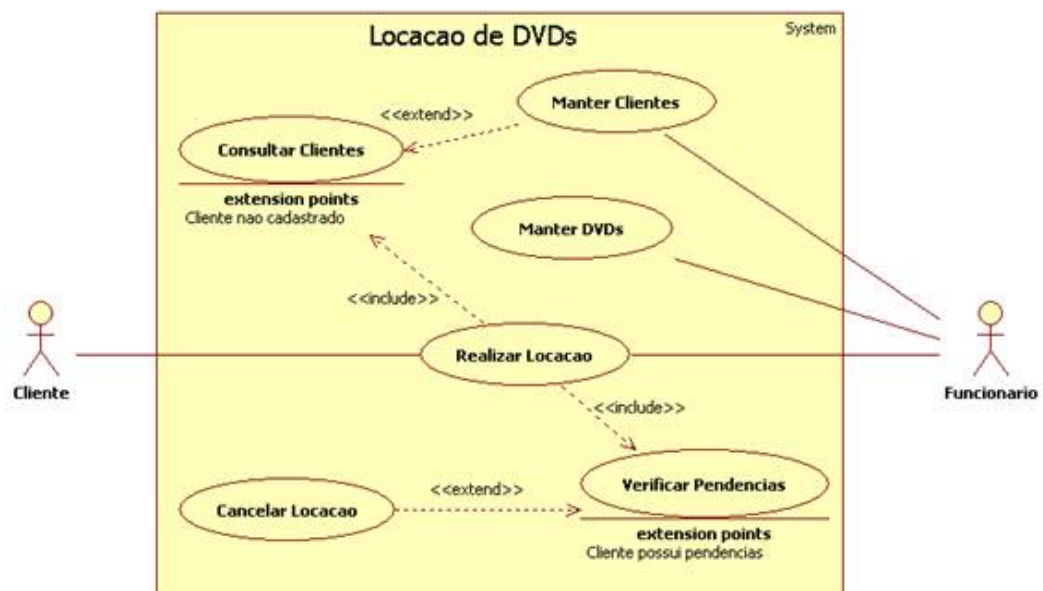 Locacao de DVDs
System
Manter Clientes
<<extend>>
Consultar Clientes
extension points
Cliente nao cadastrado
Manter DVDs
<<include>>
Realizar Locacao
Cliente
Funcionario
<<include>>
Verificar Pendencias
<<extend>>
Cancelar Locacao
extension points
Cliente possui pendencias